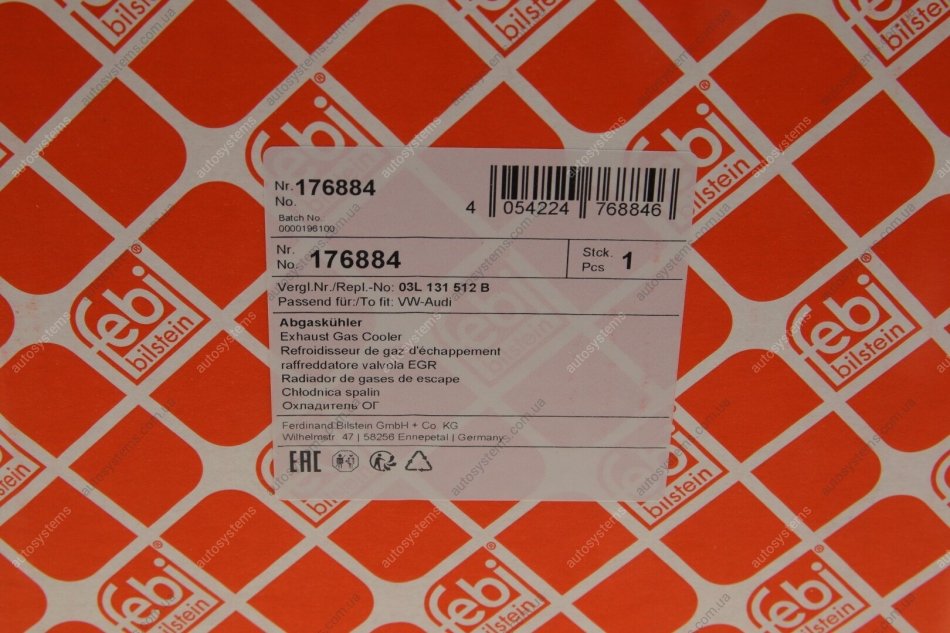 febi
bilstein
Nr. 176884
No.
Batch No.
0000196100
4 054224 768846
Nr.
No. 176884
Stck.
Pcs 1
Vergl.Nr./Repl.-No: 03L 131 512 B
Passend für:/To fit: VW-Audi
Abgaskühler
Exhaust Gas Cooler
Refroidisseur de gaz d'échappement
raffreddatore valvola EGR
Radiador de gases de escape
Chłodnica spalin
Охладитель ОГ
Ferdinand Bilstein GmbH + Co. KG
Wilhelmstr. 47 | 58256 Ennepetal | Germany
EAC
autosystems.com.ua